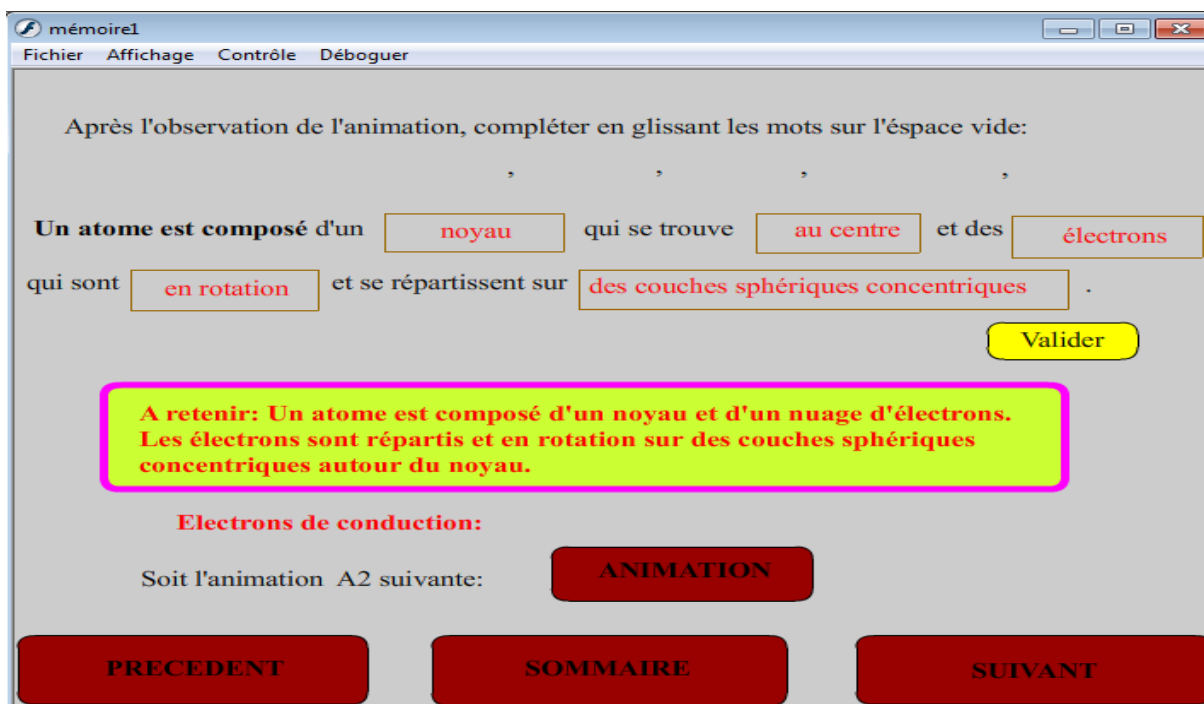 mémoire1
Fichier Affichage Contrôle Déboguer
Après l'observation de l'animation, compléter en glissant les mots sur l'éspace vide:
, , , ,
Un atome est composé d'un noyau qui se trouve au centre et des électrons
qui sont en rotation et se répartissent sur des couches sphériques concentriques .
Valider
A retenir: Un atome est composé d'un noyau et d'un nuage d'électrons.
Les électrons sont répartis et en rotation sur des couches sphériques
concentriques autour du noyau.
Electrons de conduction:
Soit l'animation A2 suivante: ANIMATION
PRECEDENT SOMMAIRE SUIVANT